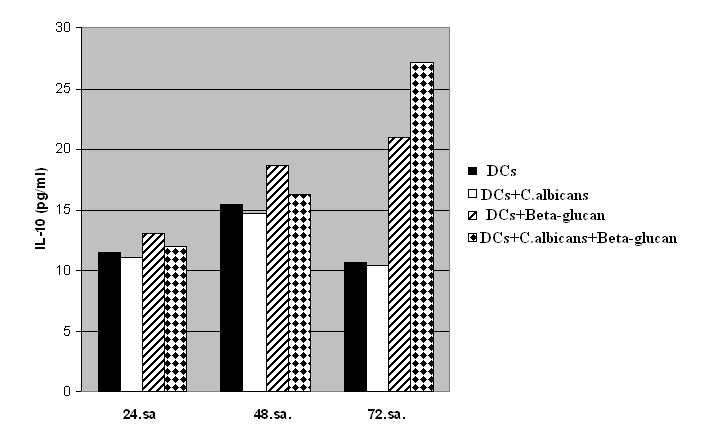 30
25
20
15
10
5
0
IL-10 (pg/ml)
24.sa
48.sa.
72.sa.
DCs
DCs+C.albicans
DCs+Beta-glucan
DCs+C.albicans+Beta-glucan